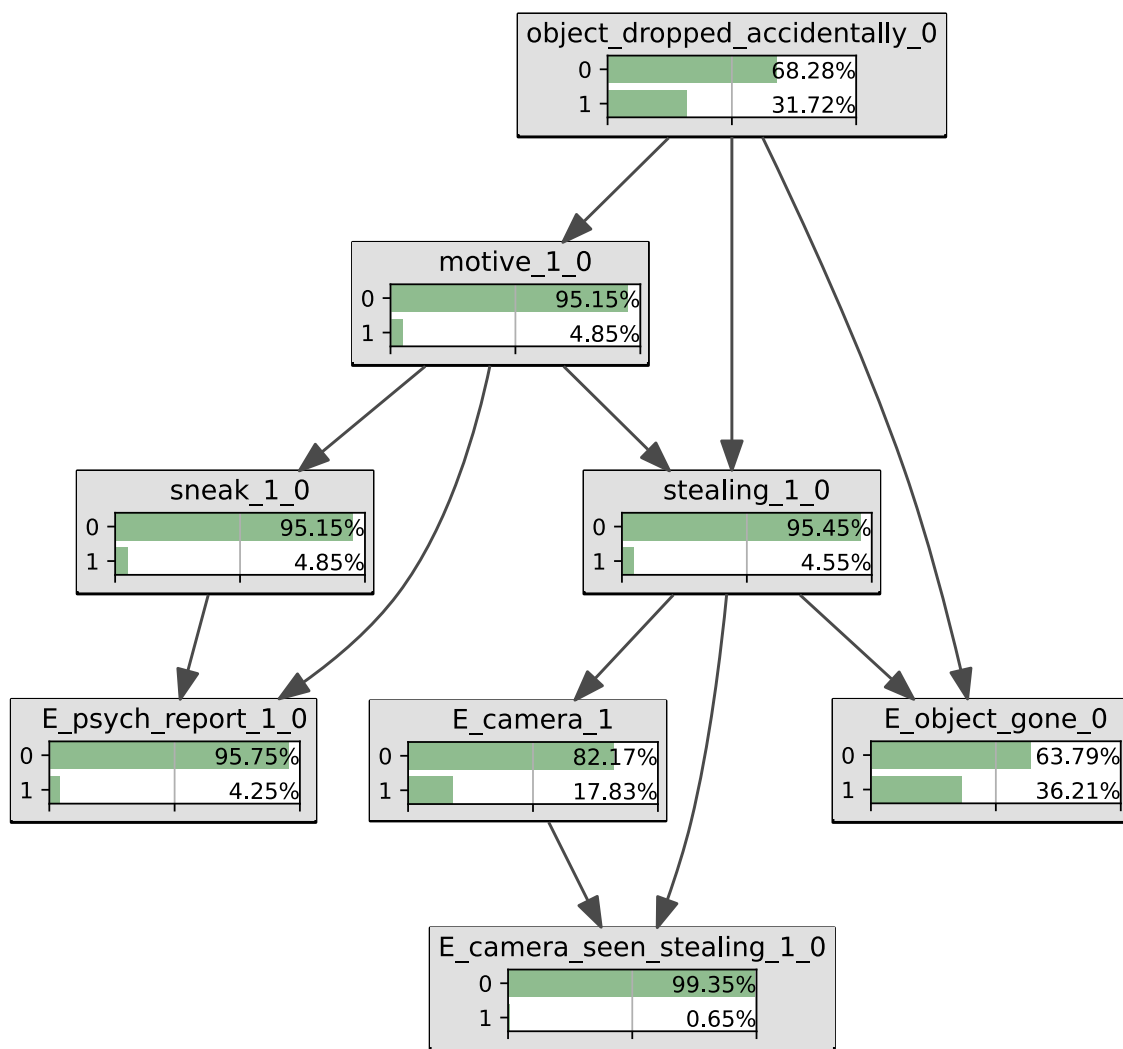 object_dropped_accidentally_0
0 68.28%
1 31.72%
motive_1_0
0 95.15%
1 4.85%
sneak_1_0
0 95.15%
1 4.85%
stealing_1_0
0 95.45%
1 4.55%
E_psych_report_1_0
0 95.75%
1 4.25%
E_camera_1
0 82.17%
1 17.83%
E_object_gone_0
0 63.79%
1 36.21%
E_camera_seen_stealing_1_0
0 99.35%
1 0.65%